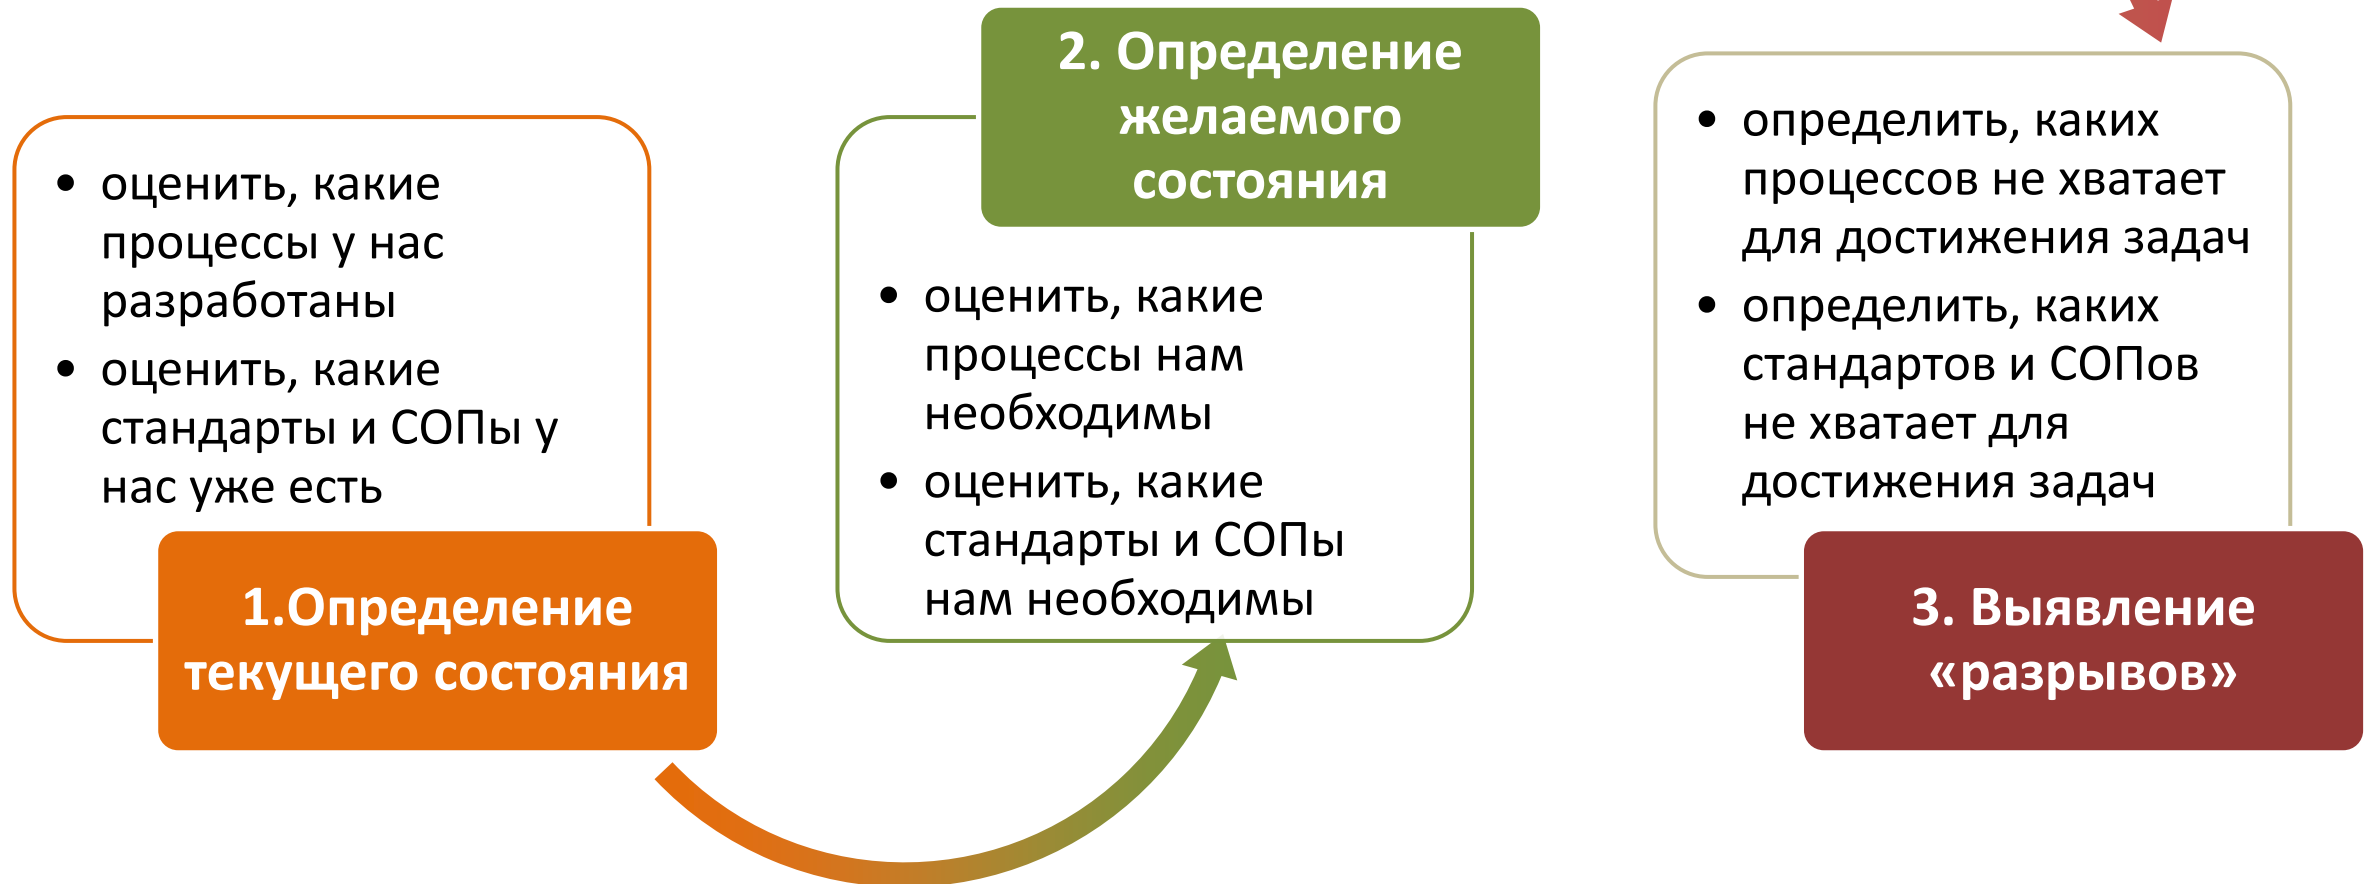 • оценить, какие
процессы у нас
разработаны
• оценить, какие
стандарты и СОПы у
нас уже есть
1.Определение
текущего состояния
2. Определение
желаемого
состояния
• оценить, какие
процессы нам
необходимы
• оценить, какие
стандарты и СОПы
нам необходимы
• определить, каких
процессов не хватает
для достижения задач
• определить, каких
стандартов и СОПов
не хватает для
достижения задач
3. Выявление
«разрывов»